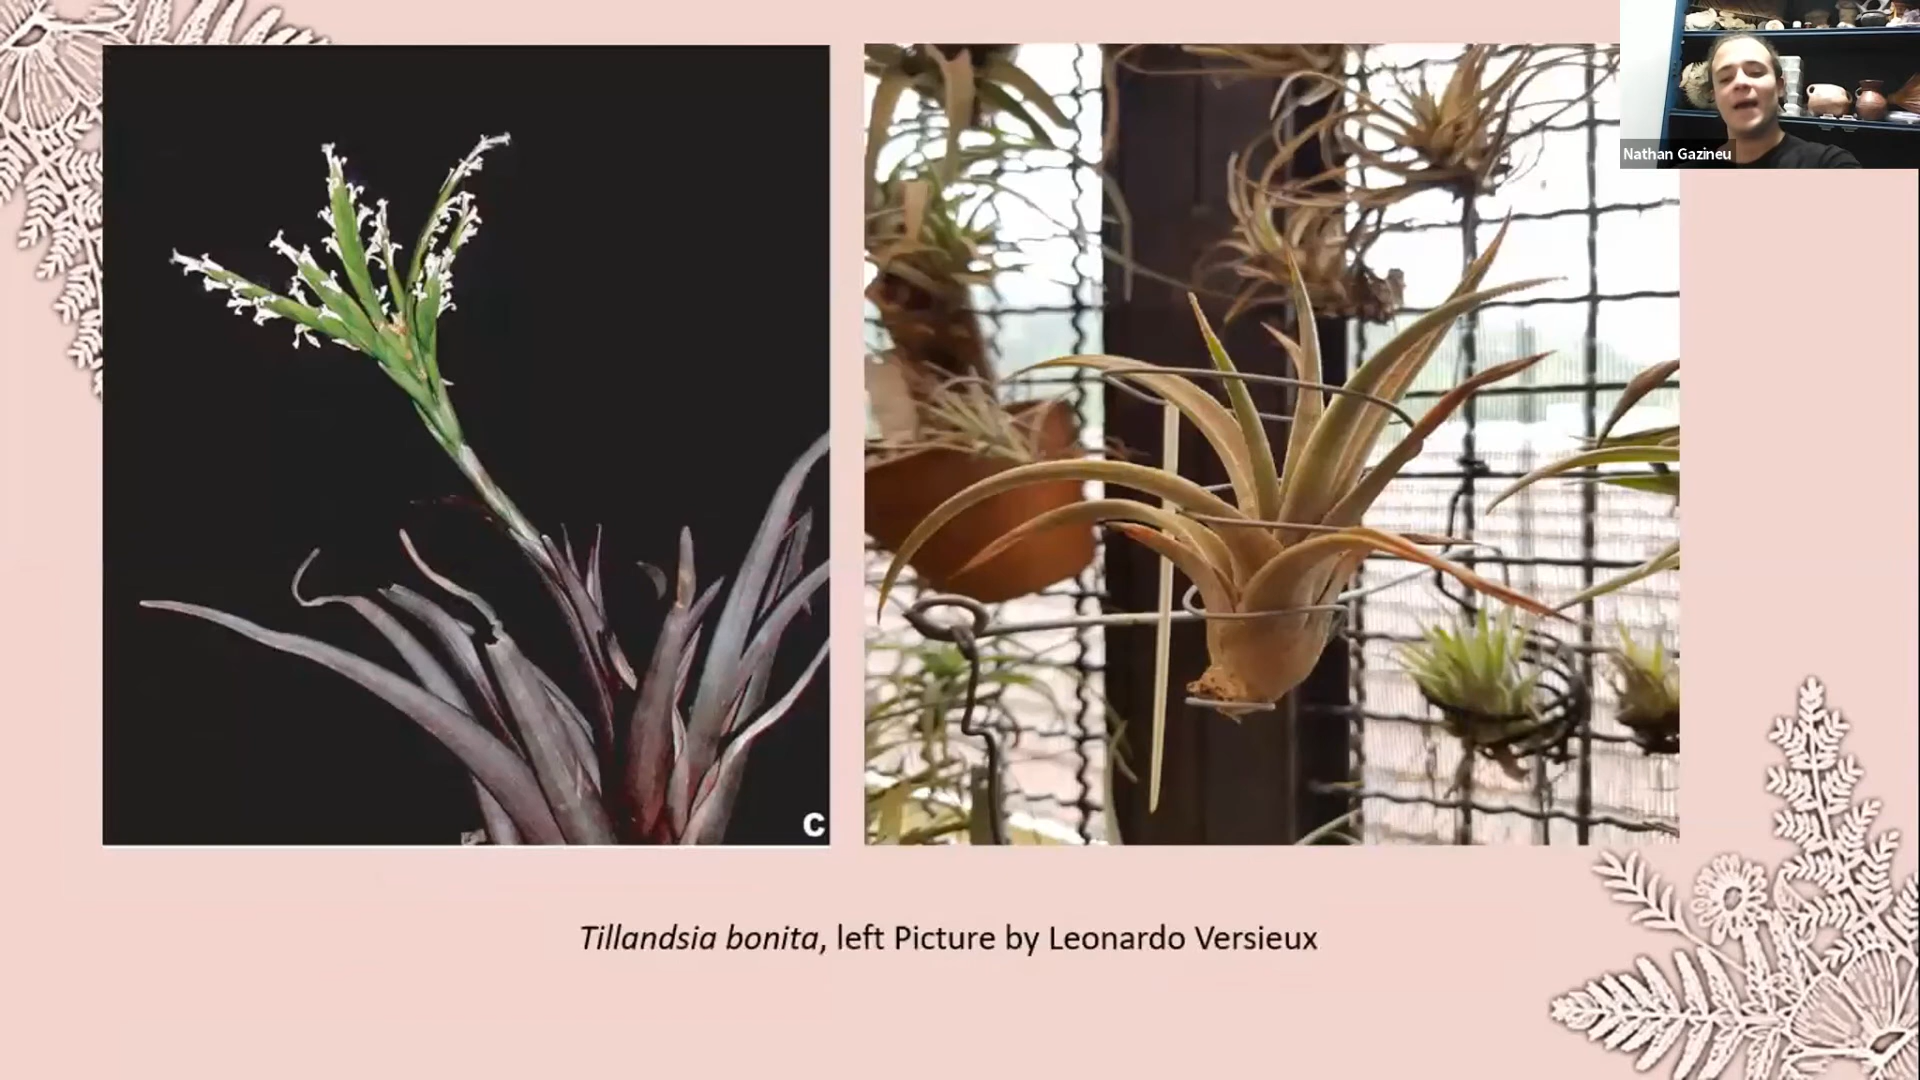 Nathan Gazineu
C
Tillandsia bonita, left Picture by Leonardo Versieux